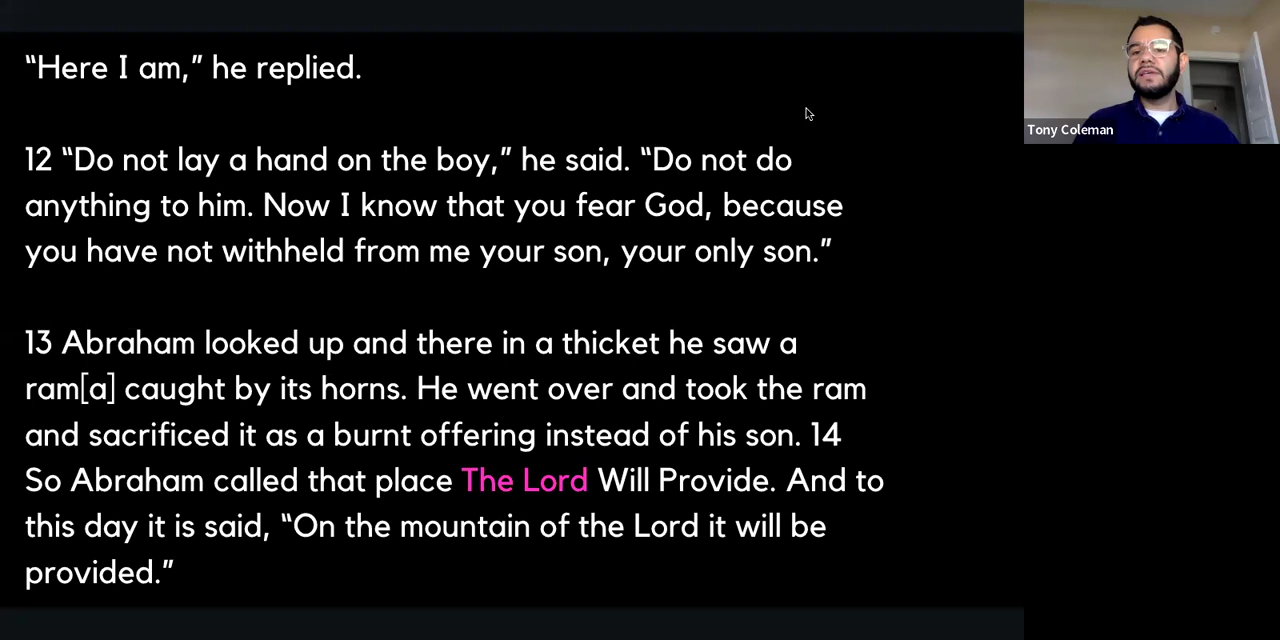 “Here I am,” he replied.
12 “Do not lay a hand on the boy,” he said. “Do not do
anything to him. Now I know that you fear God, because
you have not withheld from me your son, your only son.”
13 Abraham looked up and there in a thicket he saw a
ram[a] caught by its horns. He went over and took the ram
and sacrificed it as a burnt offering instead of his son. 14
So Abraham called that place The Lord Will Provide. And to
this day it is said, “On the mountain of the Lord it will be
provided.”
Tony Coleman